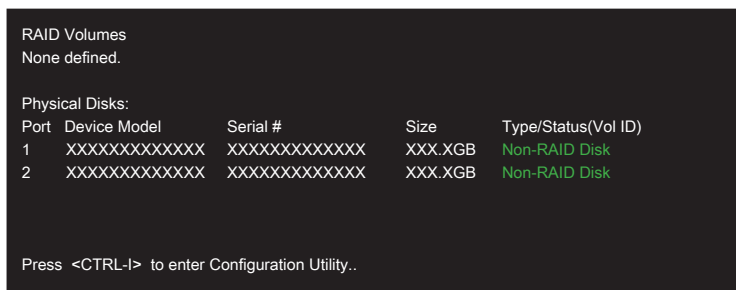 RAID Volumes
None defined.
Physical Disks:
Port Device Model Serial # Size Type/Status(Vol ID)
1 XXXXXXXXXXXXX XXXXXXXXXXXXX XXX.XGB Non-RAID Disk
2 XXXXXXXXXXXXX XXXXXXXXXXXXX XXX.XGB Non-RAID Disk
Press <CTRL-I> to enter Configuration Utility..